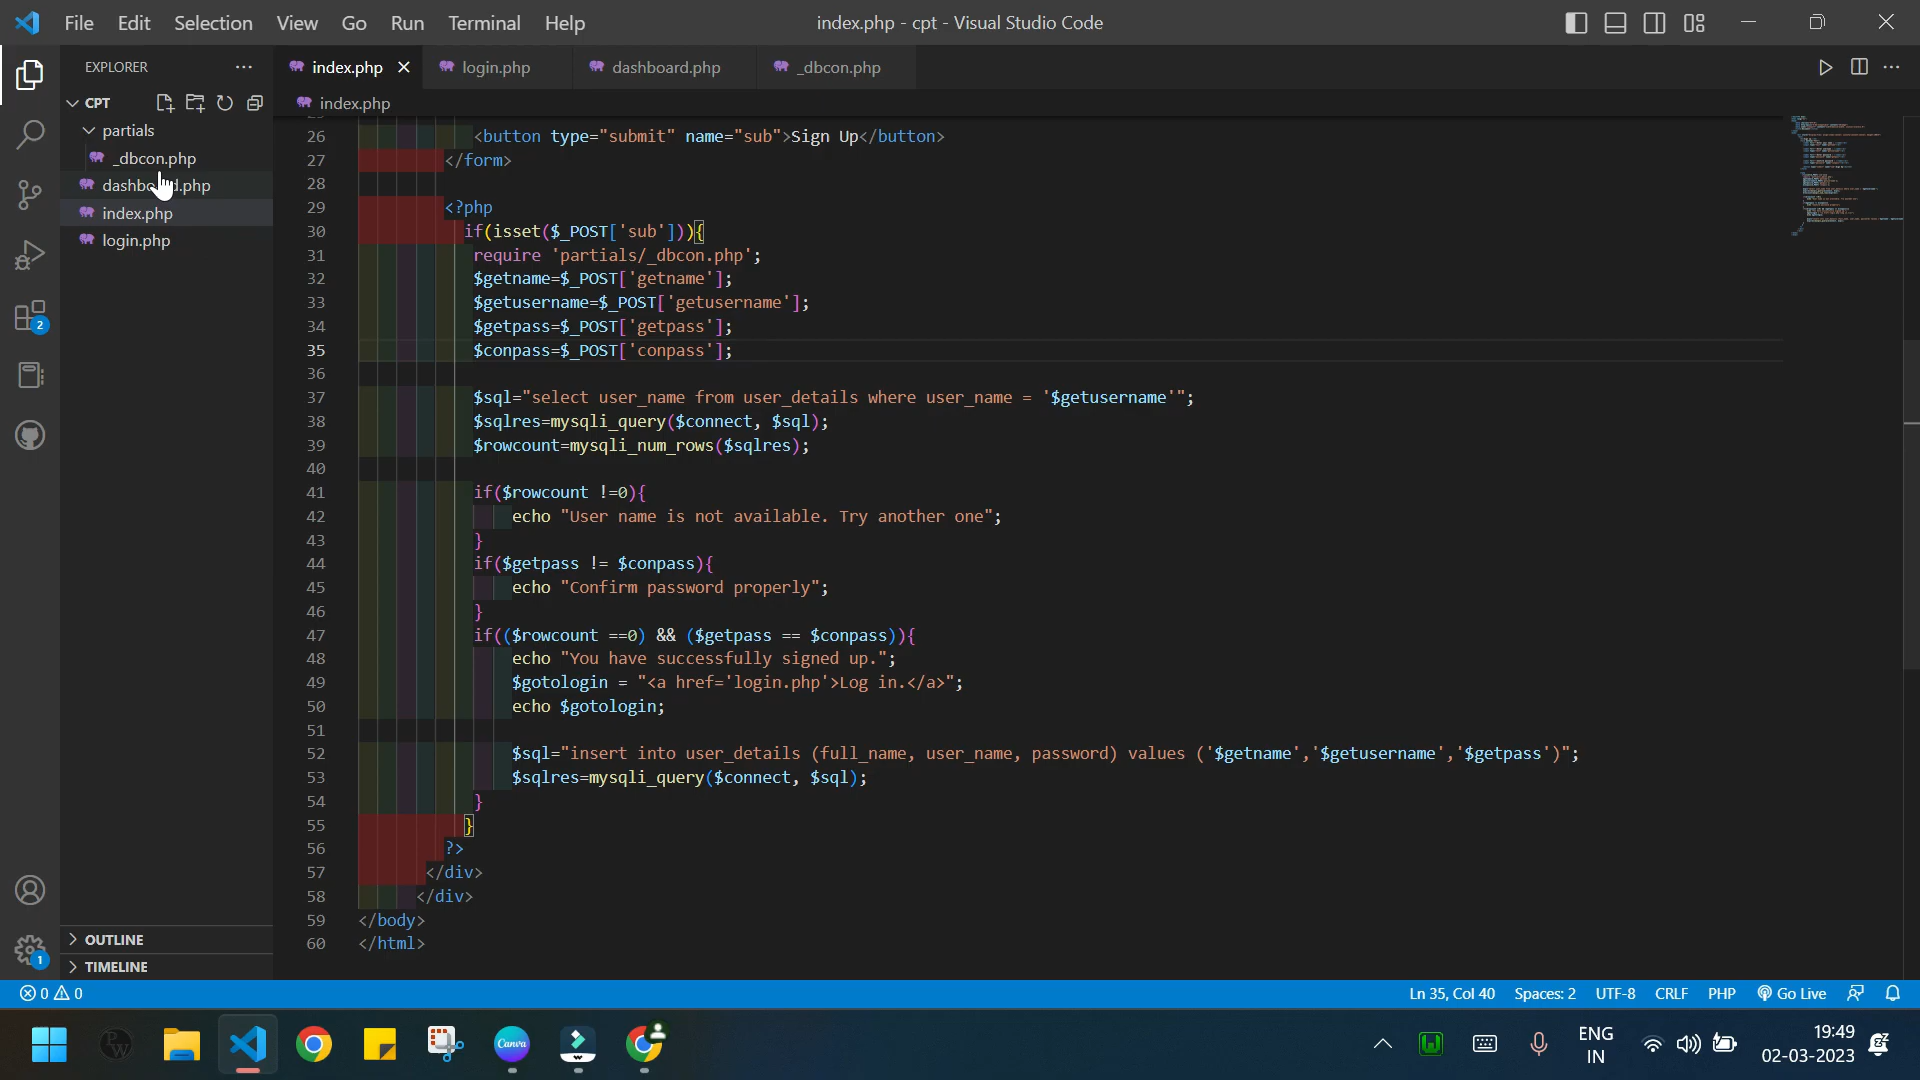 File Edit Selection View Go Run Terminal Help
index.php - cpt - Visual Studio Code
EXPLORER
CPT
partials
_dbcon.php
dashb d.php
index.php
login.php
OUTLINE
TIMELINE
index.php login.php dashboard.php _dbcon.php
index.php
26 <button type="submit" name="sub">Sign Up</button>
27 </form>
28
29 <?php
30 if(isset($_POST['sub'])){
31 require 'partials/_dbcon.php';
32 $getname=$_POST['getname'];
33 $getusername=$_POST['getusername'];
34 $getpass=$_POST['getpass'];
35 $conpass=$_POST['conpass'];
36
37 $sql="select user_name from user_details where user_name = '$getusername'";
38 $sqlres=mysqli_query($connect, $sql);
39 $rowcount=mysqli_num_rows($sqlres);
40
41 if($rowcount !=0){
42 echo "User name is not available. Try another one";
43 }
44 if($getpass != $conpass){
45 echo "Confirm password properly";
46 }
47 if(($rowcount ==0) && ($getpass == $conpass)){
48 echo "You have successfully signed up.";
49 $gotologin = "<a href='login.php'>Log in.</a>";
50 echo $gotologin;
51
52 $sql="insert into user_details (full_name, user_name, password) values ('$getname','$getusername','$getpass')";
53 $sqlres=mysqli_query($connect, $sql);
54 }
55 }
56 ?>
57 </div>
58 </div>
59 </body>
60 </html>
2
1
0 0
Ln 35, Col 40 Spaces: 2 UTF-8 CRLF PHP Go Live
Canva
W
ENG
IN
19:49
02-03-2023